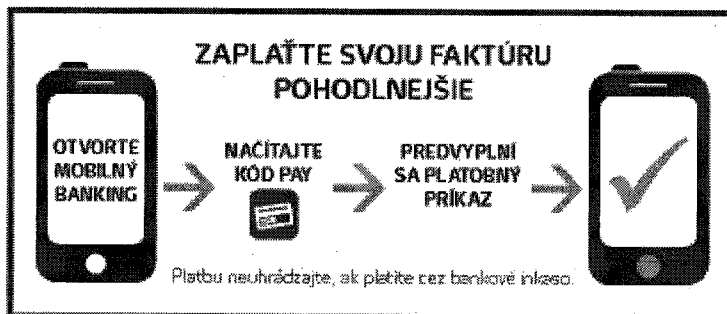 ZAPLAŤTE SVOJU FAKTÚRU
POHODLNEJŠIE
OTVORTE
MOBILNÝ
BANKING
NAČÍTAJTE
KÓD PAY
PREDVYPLNÍ
SA PLATOBNÝ
PRÍKAZ
Platbu neuhrádzajte, ak platíte cez bankové inkaso.